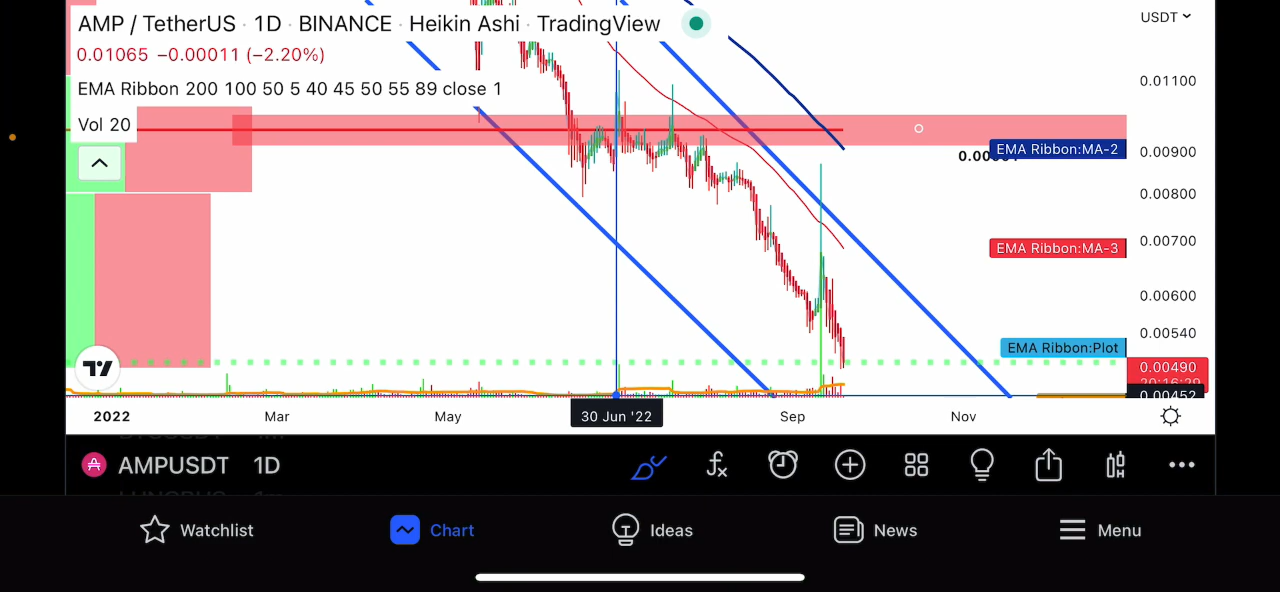 AMP / TetherUS · 1D · BINANCE · Heikin Ashi · TradingView
USDT
0.01065 −0.00011 (−2.20%)
0.01100
EMA Ribbon 200 100 50 5 40 45 50 55 89 close 1
Vol 20
EMA Ribbon:MA-2
0.00900
0.00800
EMA Ribbon:MA-3
0.00700
0.00600
0.00540
EMA Ribbon:Plot
0.00490
20:16:29
0.00452
2022 Mar May 30 Jun '22 Sep Nov
AMPUSDT 1D
Watchlist Chart Ideas News Menu